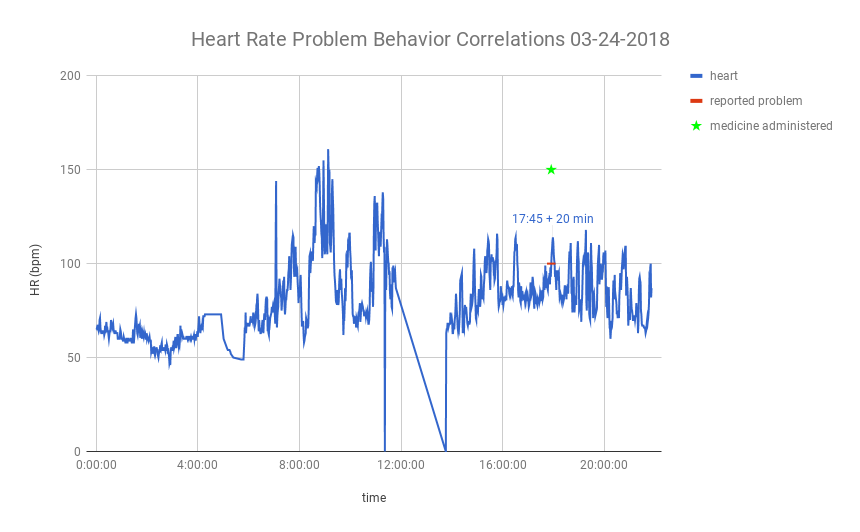 Heart Rate Problem Behavior Correlations 03-24-2018
heart
reported problem
medicine administered
200
150
100
50
0
17:45 + 20 min
HR (bpm)
0:00:00 4:00:00 8:00:00 12:00:00 16:00:00 20:00:00
time